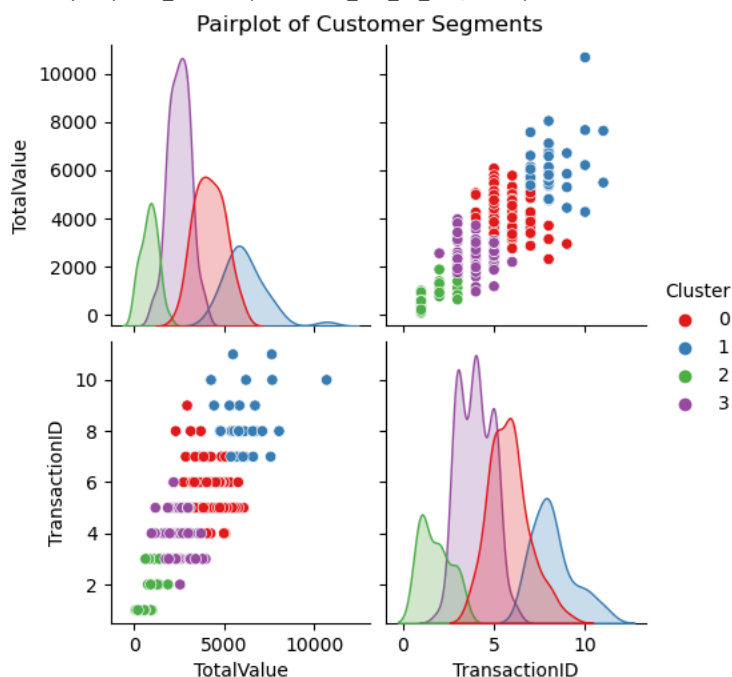 Pairplot of Customer Segments
10000
8000
6000
4000
2000
0
TotalValue
Cluster
0
1
2
3
10
8
6
4
2
TransactionID
0 5000 10000
0 5 10
TotalValue TransactionID